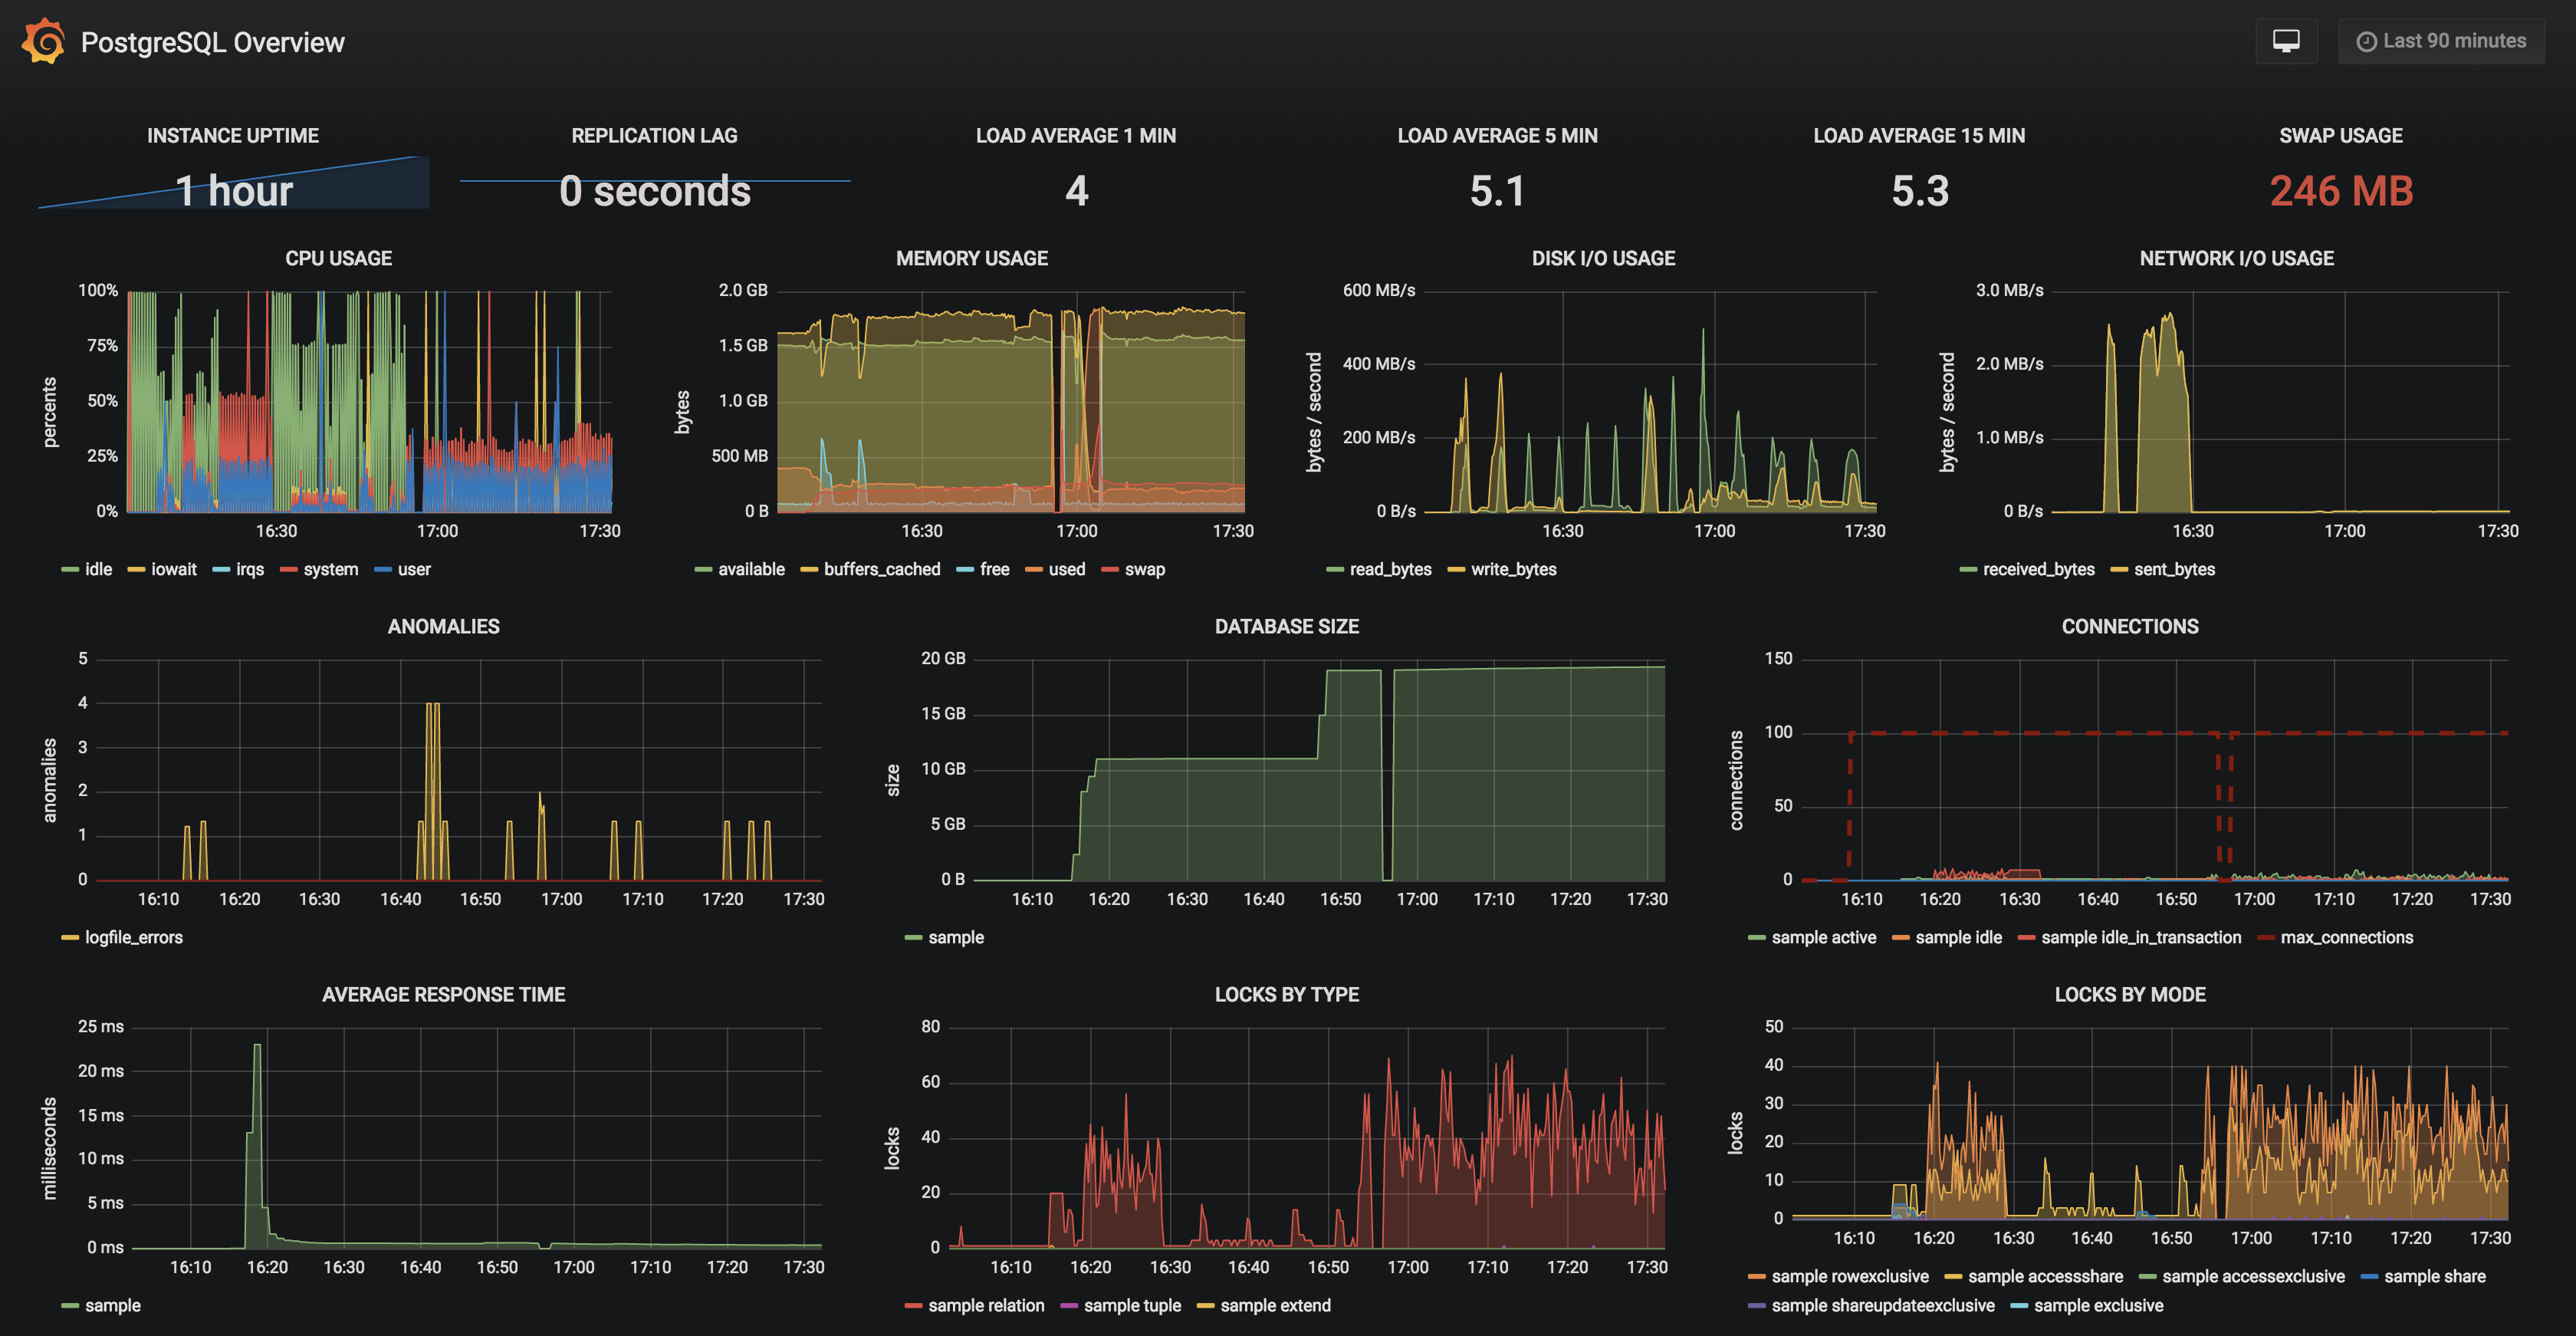 PostgreSQL Overview
Last 90 minutes
INSTANCE UPTIME
1 hour
REPLICATION LAG
0 seconds
LOAD AVERAGE 1 MIN
4
LOAD AVERAGE 5 MIN
5.1
LOAD AVERAGE 15 MIN
5.3
SWAP USAGE
246 MB
CPU USAGE
percents
100%
75%
50%
25%
0%
16:30 17:00 17:30
idle iowait irqs system user
MEMORY USAGE
bytes
2.0 GB
1.5 GB
1.0 GB
500 MB
0 B
16:30 17:00 17:30
available buffers_cached free used swap
DISK I/O USAGE
bytes / second
600 MB/s
400 MB/s
200 MB/s
0 B/s
16:30 17:00 17:30
read_bytes write_bytes
NETWORK I/O USAGE
bytes / second
3.0 MB/s
2.0 MB/s
1.0 MB/s
0 B/s
16:30 17:00 17:30
received_bytes sent_bytes
ANOMALIES
anomalies
5
4
3
2
1
0
16:10 16:20 16:30 16:40 16:50 17:00 17:10 17:20 17:30
logfile_errors
DATABASE SIZE
size
20 GB
15 GB
10 GB
5 GB
0 B
16:10 16:20 16:30 16:40 16:50 17:00 17:10 17:20 17:30
sample
CONNECTIONS
connections
150
100
50
0
16:10 16:20 16:30 16:40 16:50 17:00 17:10 17:20 17:30
sample active sample idle sample idle_in_transaction max_connections
AVERAGE RESPONSE TIME
milliseconds
25 ms
20 ms
15 ms
10 ms
5 ms
0 ms
16:10 16:20 16:30 16:40 16:50 17:00 17:10 17:20 17:30
sample
LOCKS BY TYPE
locks
80
60
40
20
0
16:10 16:20 16:30 16:40 16:50 17:00 17:10 17:20 17:30
sample relation sample tuple sample extend
LOCKS BY MODE
locks
50
40
30
20
10
0
16:10 16:20 16:30 16:40 16:50 17:00 17:10 17:20 17:30
sample rowexclusive sample accessshare sample accessexclusive sample share
sample shareupdateexclusive sample exclusive